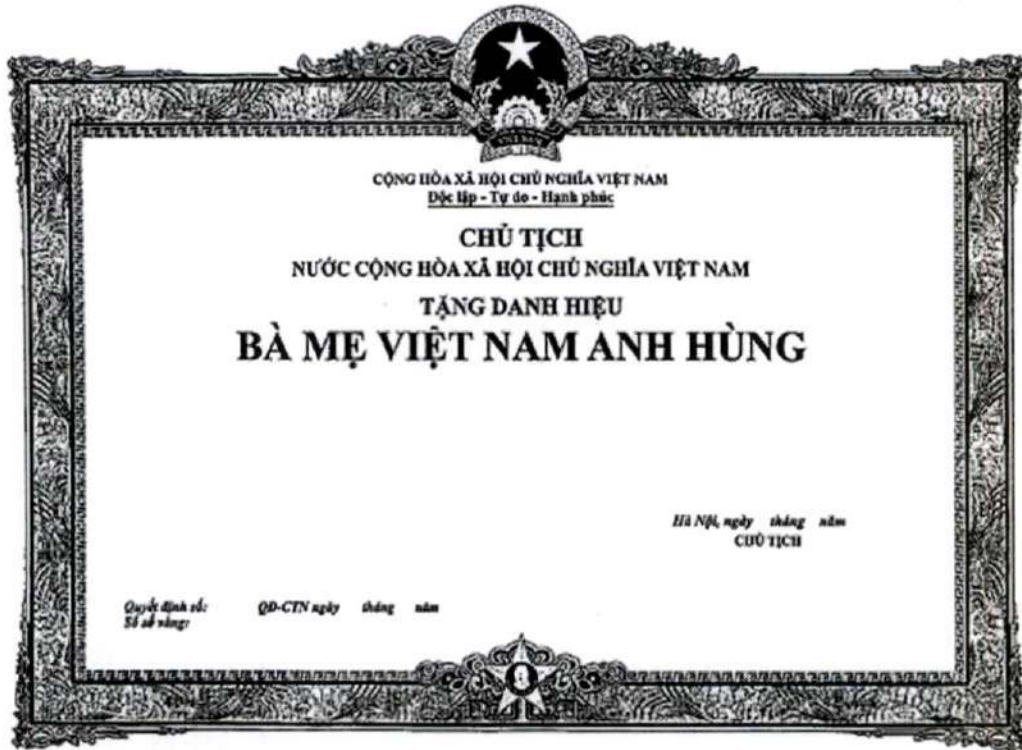 CỘNG HÒA XÃ HỘI CHỦ NGHĨA VIỆT NAM
Độc lập - Tự do - Hạnh phúc
CHỦ TỊCH
NƯỚC CỘNG HÒA XÃ HỘI CHỦ NGHĨA VIỆT NAM
TẶNG DANH HIỆU
BÀ MẸ VIỆT NAM ANH HÙNG
Hà Nội, ngày tháng năm
CHỦ TỊCH
Quyết định số: QĐ-CTN ngày tháng năm
Số sổ vàng: